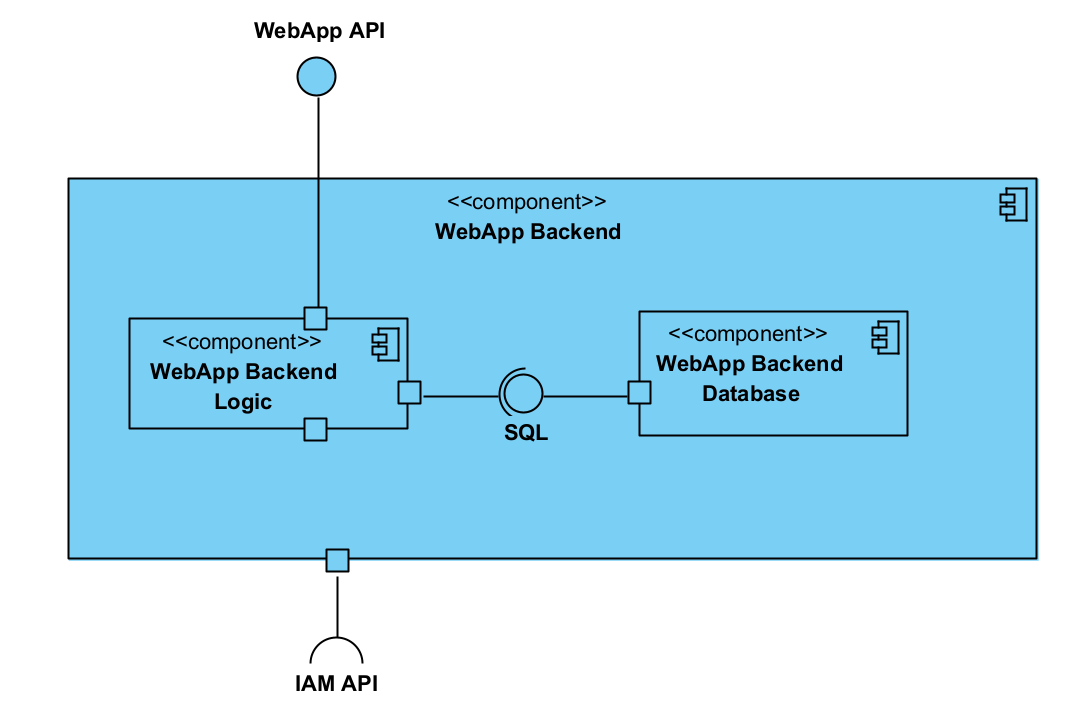 WebApp API
<<component>>
WebApp Backend
<<component>>
WebApp Backend
Logic
<<component>>
WebApp Backend
Database
SQL
IAM API